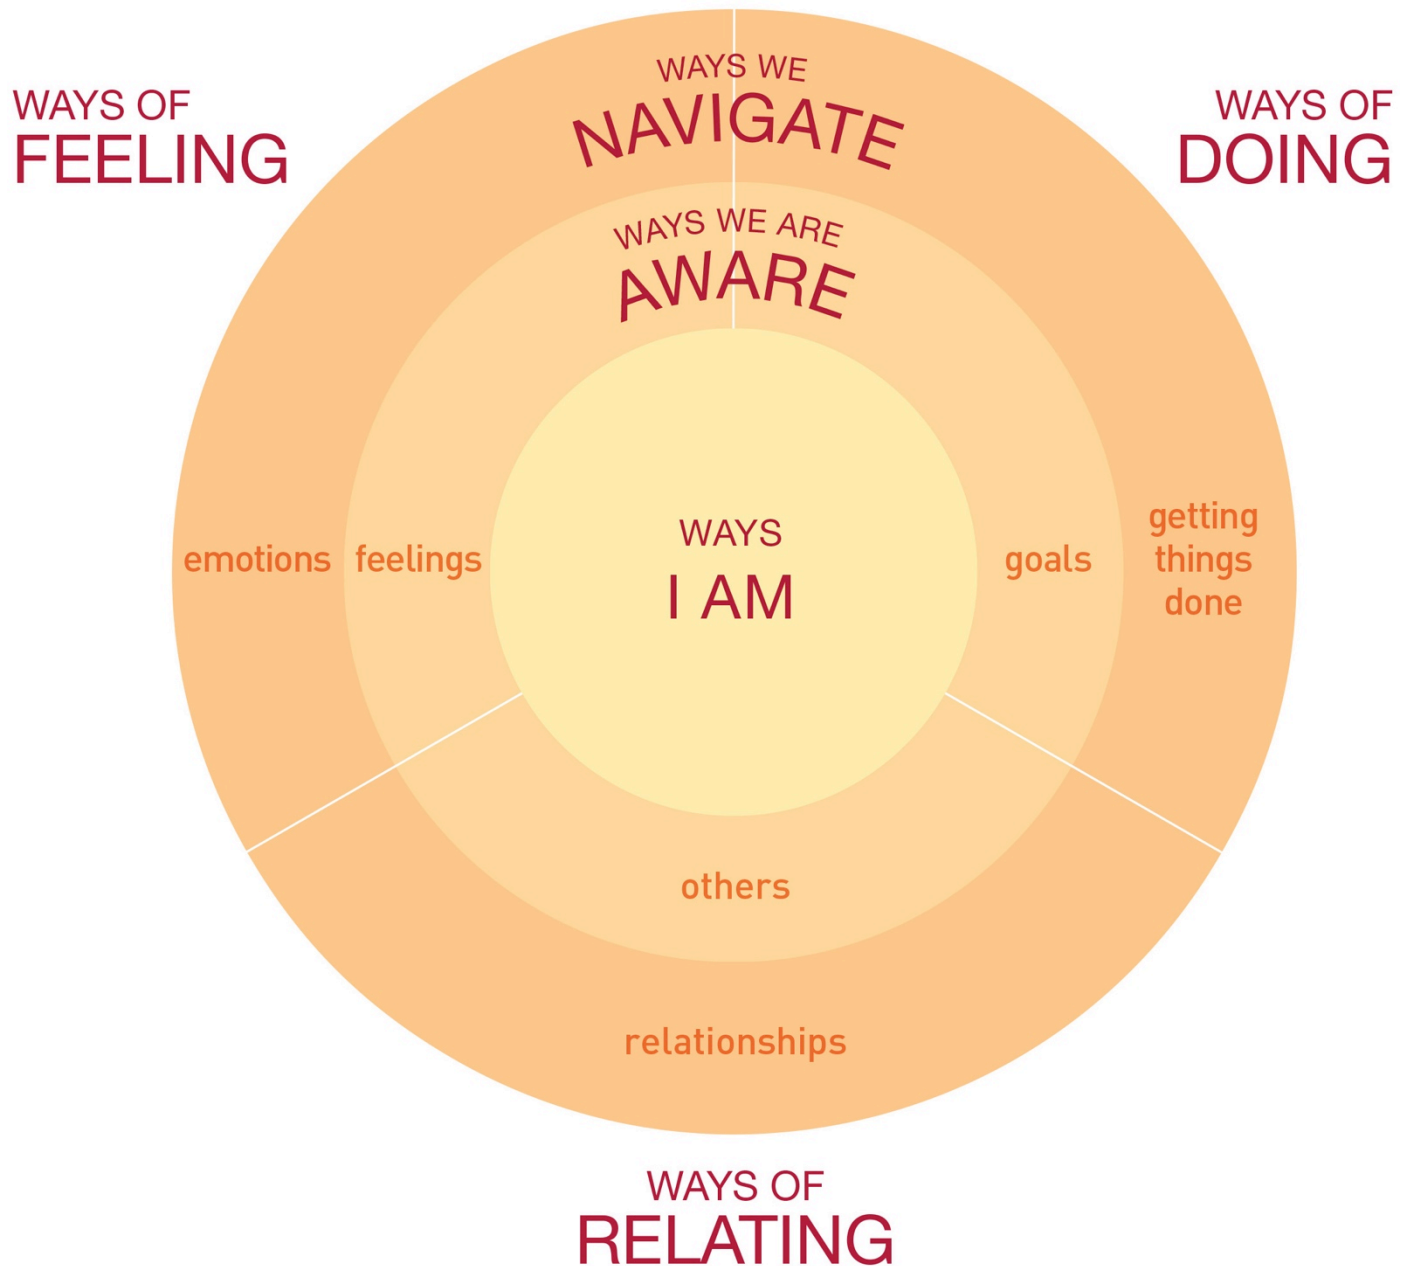 WAYS OF
FEELING
WAYS WE
NAVIGATE
WAYS OF
DOING
WAYS WE ARE
AWARE
WAYS
I AM
emotions
feelings
goals
getting
things
done
others
relationships
WAYS OF
RELATING